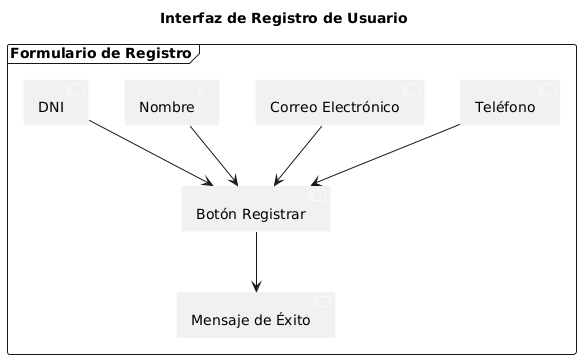 Interfaz de Registro de Usuario
Formulario de Registro
DNI
Nombre
Correo Electrónico
Teléfono
Botón Registrar
Mensaje de Éxito